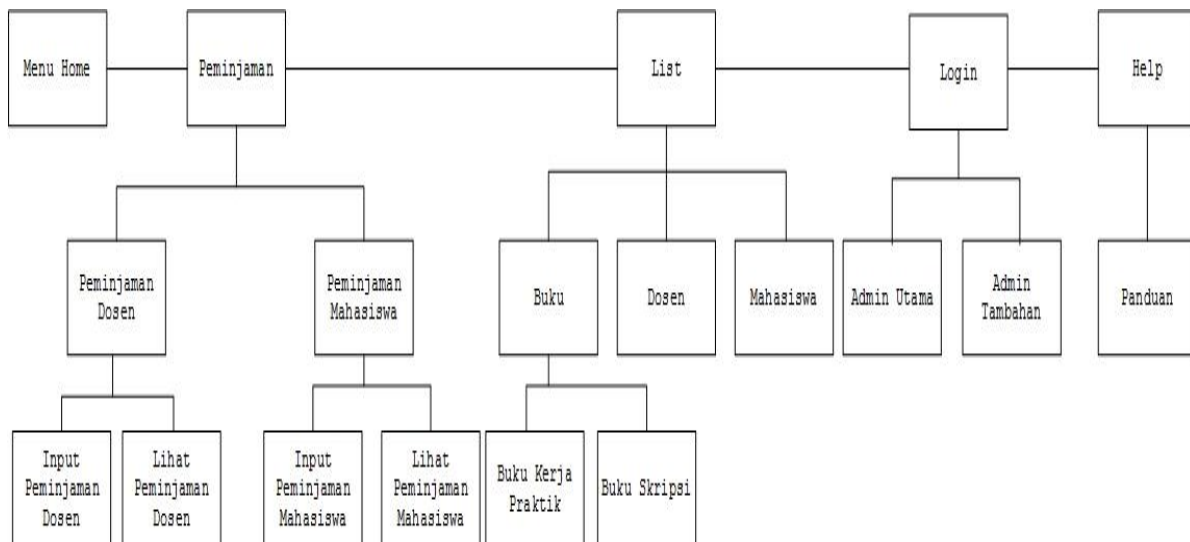 Menu Home
Peminjaman
List
Login
Help
Peminjaman
Dosen
Peminjaman
Mahasiswa
Buku
Dosen
Mahasiswa
Admin Utama
Admin
Tambahan
Panduan
Input
Peminjaman
Dosen
Lihat
Peminjaman
Dosen
Input
Peminjaman
Mahasiswa
Lihat
Peminjaman
Mahasiswa
Buku Kerja
Praktik
Buku Skripsi